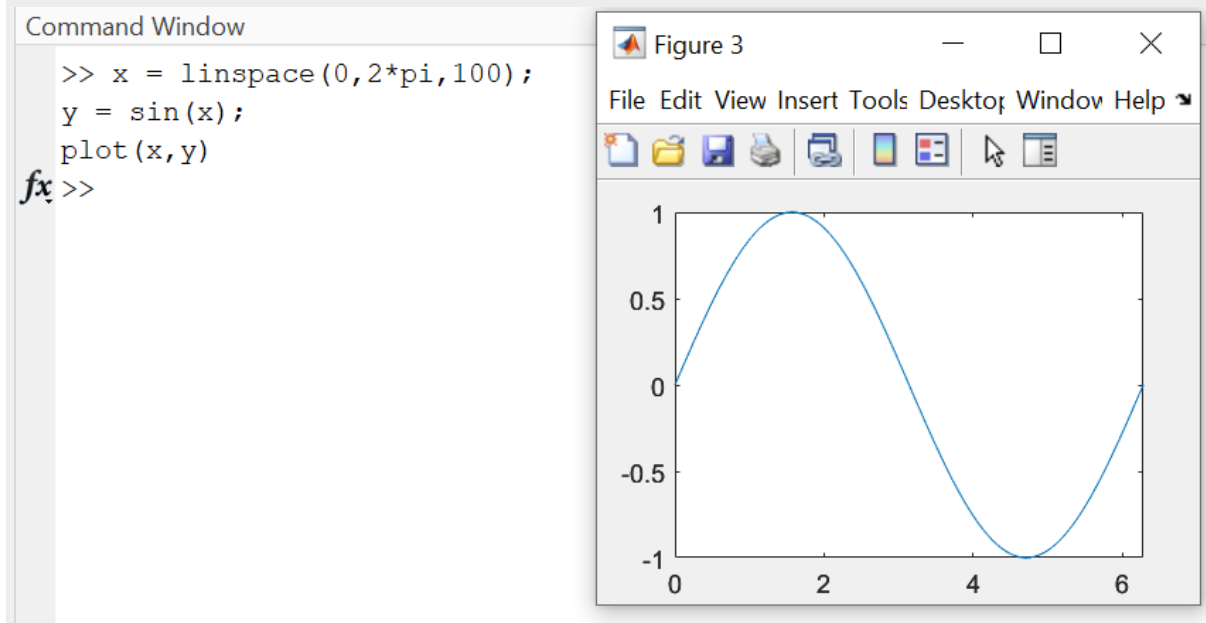 Command Window
>> x = linspace(0,2*pi,100);
y = sin(x);
plot(x,y)
fx >>
Figure 3
File Edit View Insert Tools Desktop Window Help
1
0.5
0
-0.5
-1
0 2 4 6